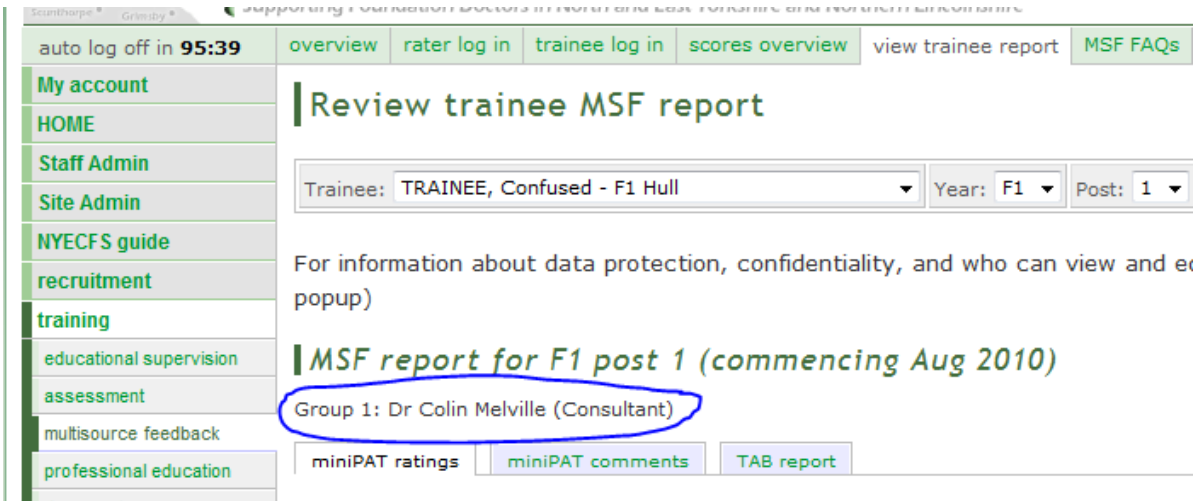 Scunthorpe Grimsby Supporting Foundation Doctors in North and East Yorkshire and Northern Lincolnshire
auto log off in 95:39
overview
rater log in
trainee log in
scores overview
view trainee report
MSF FAQs
My account
HOME
Staff Admin
Site Admin
NYECFS guide
recruitment
training
educational supervision
assessment
multisource feedback
professional education
Review trainee MSF report
Trainee: TRAINEE, Confused - F1 Hull Year: F1 Post: 1
For information about data protection, confidentiality, and who can view and
popup)
MSF report for F1 post 1 (commencing Aug 2010)
Group 1: Dr Colin Melville (Consultant)
miniPAT ratings
miniPAT comments
TAB report